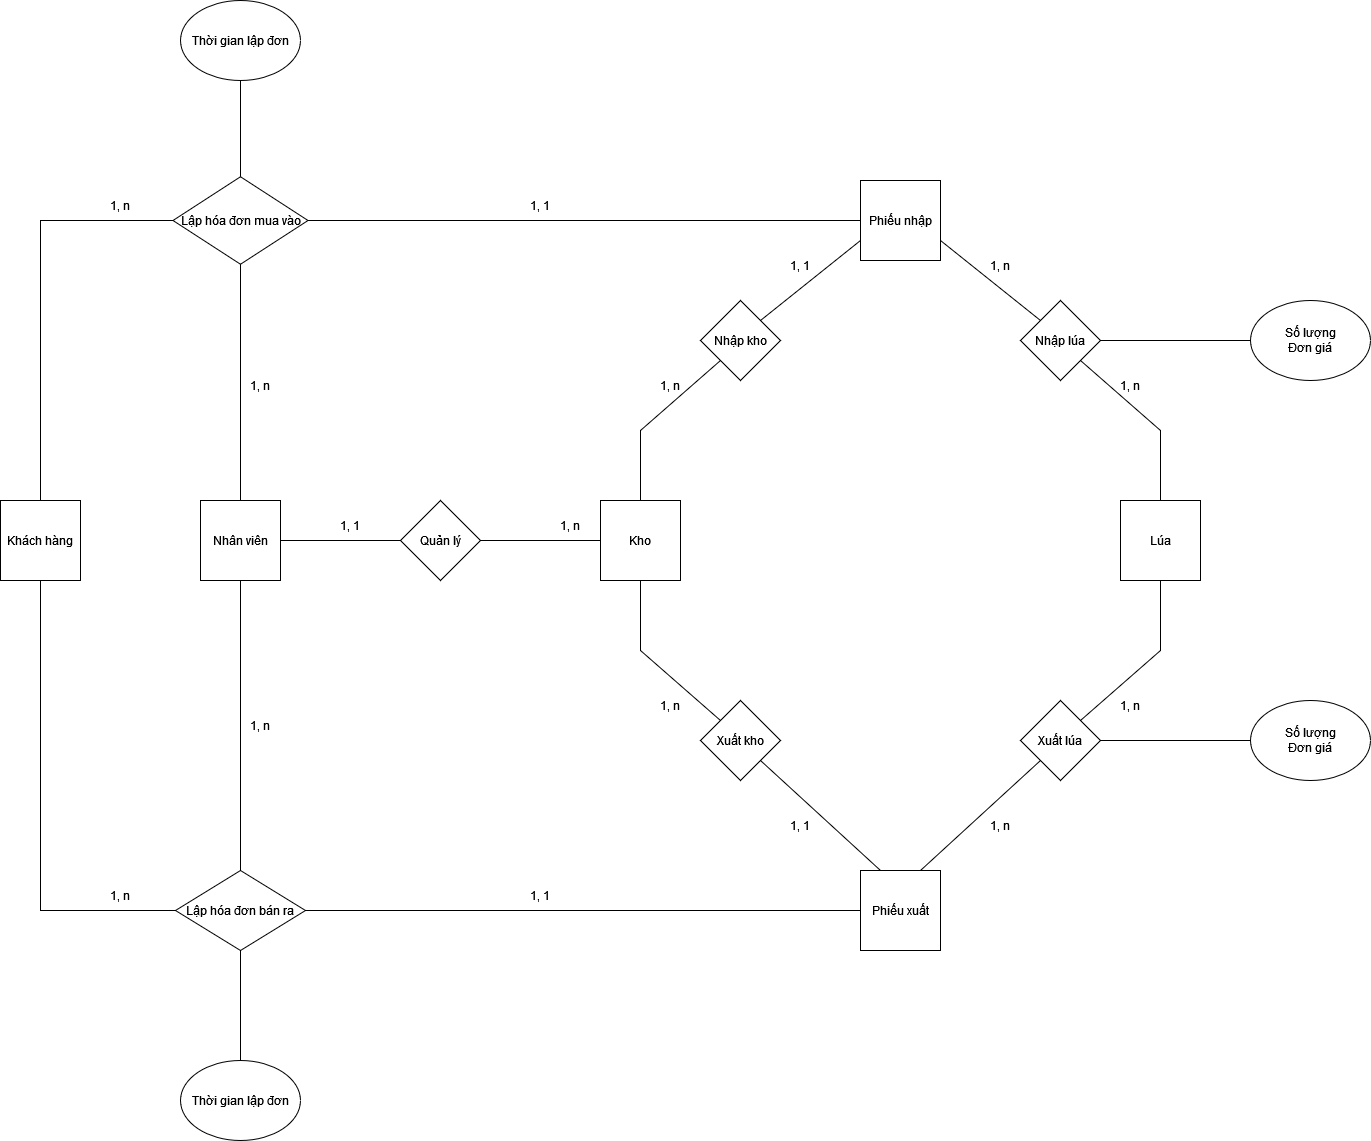 Thời gian lập đơn
1, n
1, 1
Lập hóa đơn mua vào
Phiếu nhập
1, 1
1, n
Nhập kho
Nhập lúa
Số lượng
Đơn giá
1, n
1, n
1, n
Khách hàng
Nhân viên
1, 1
Quản lý
1, n
Kho
Lúa
1, n
1, n
1, n
Xuất kho
Xuất lúa
Số lượng
Đơn giá
1, 1
1, n
1, n
1, 1
Lập hóa đơn bán ra
Phiếu xuất
Thời gian lập đơn